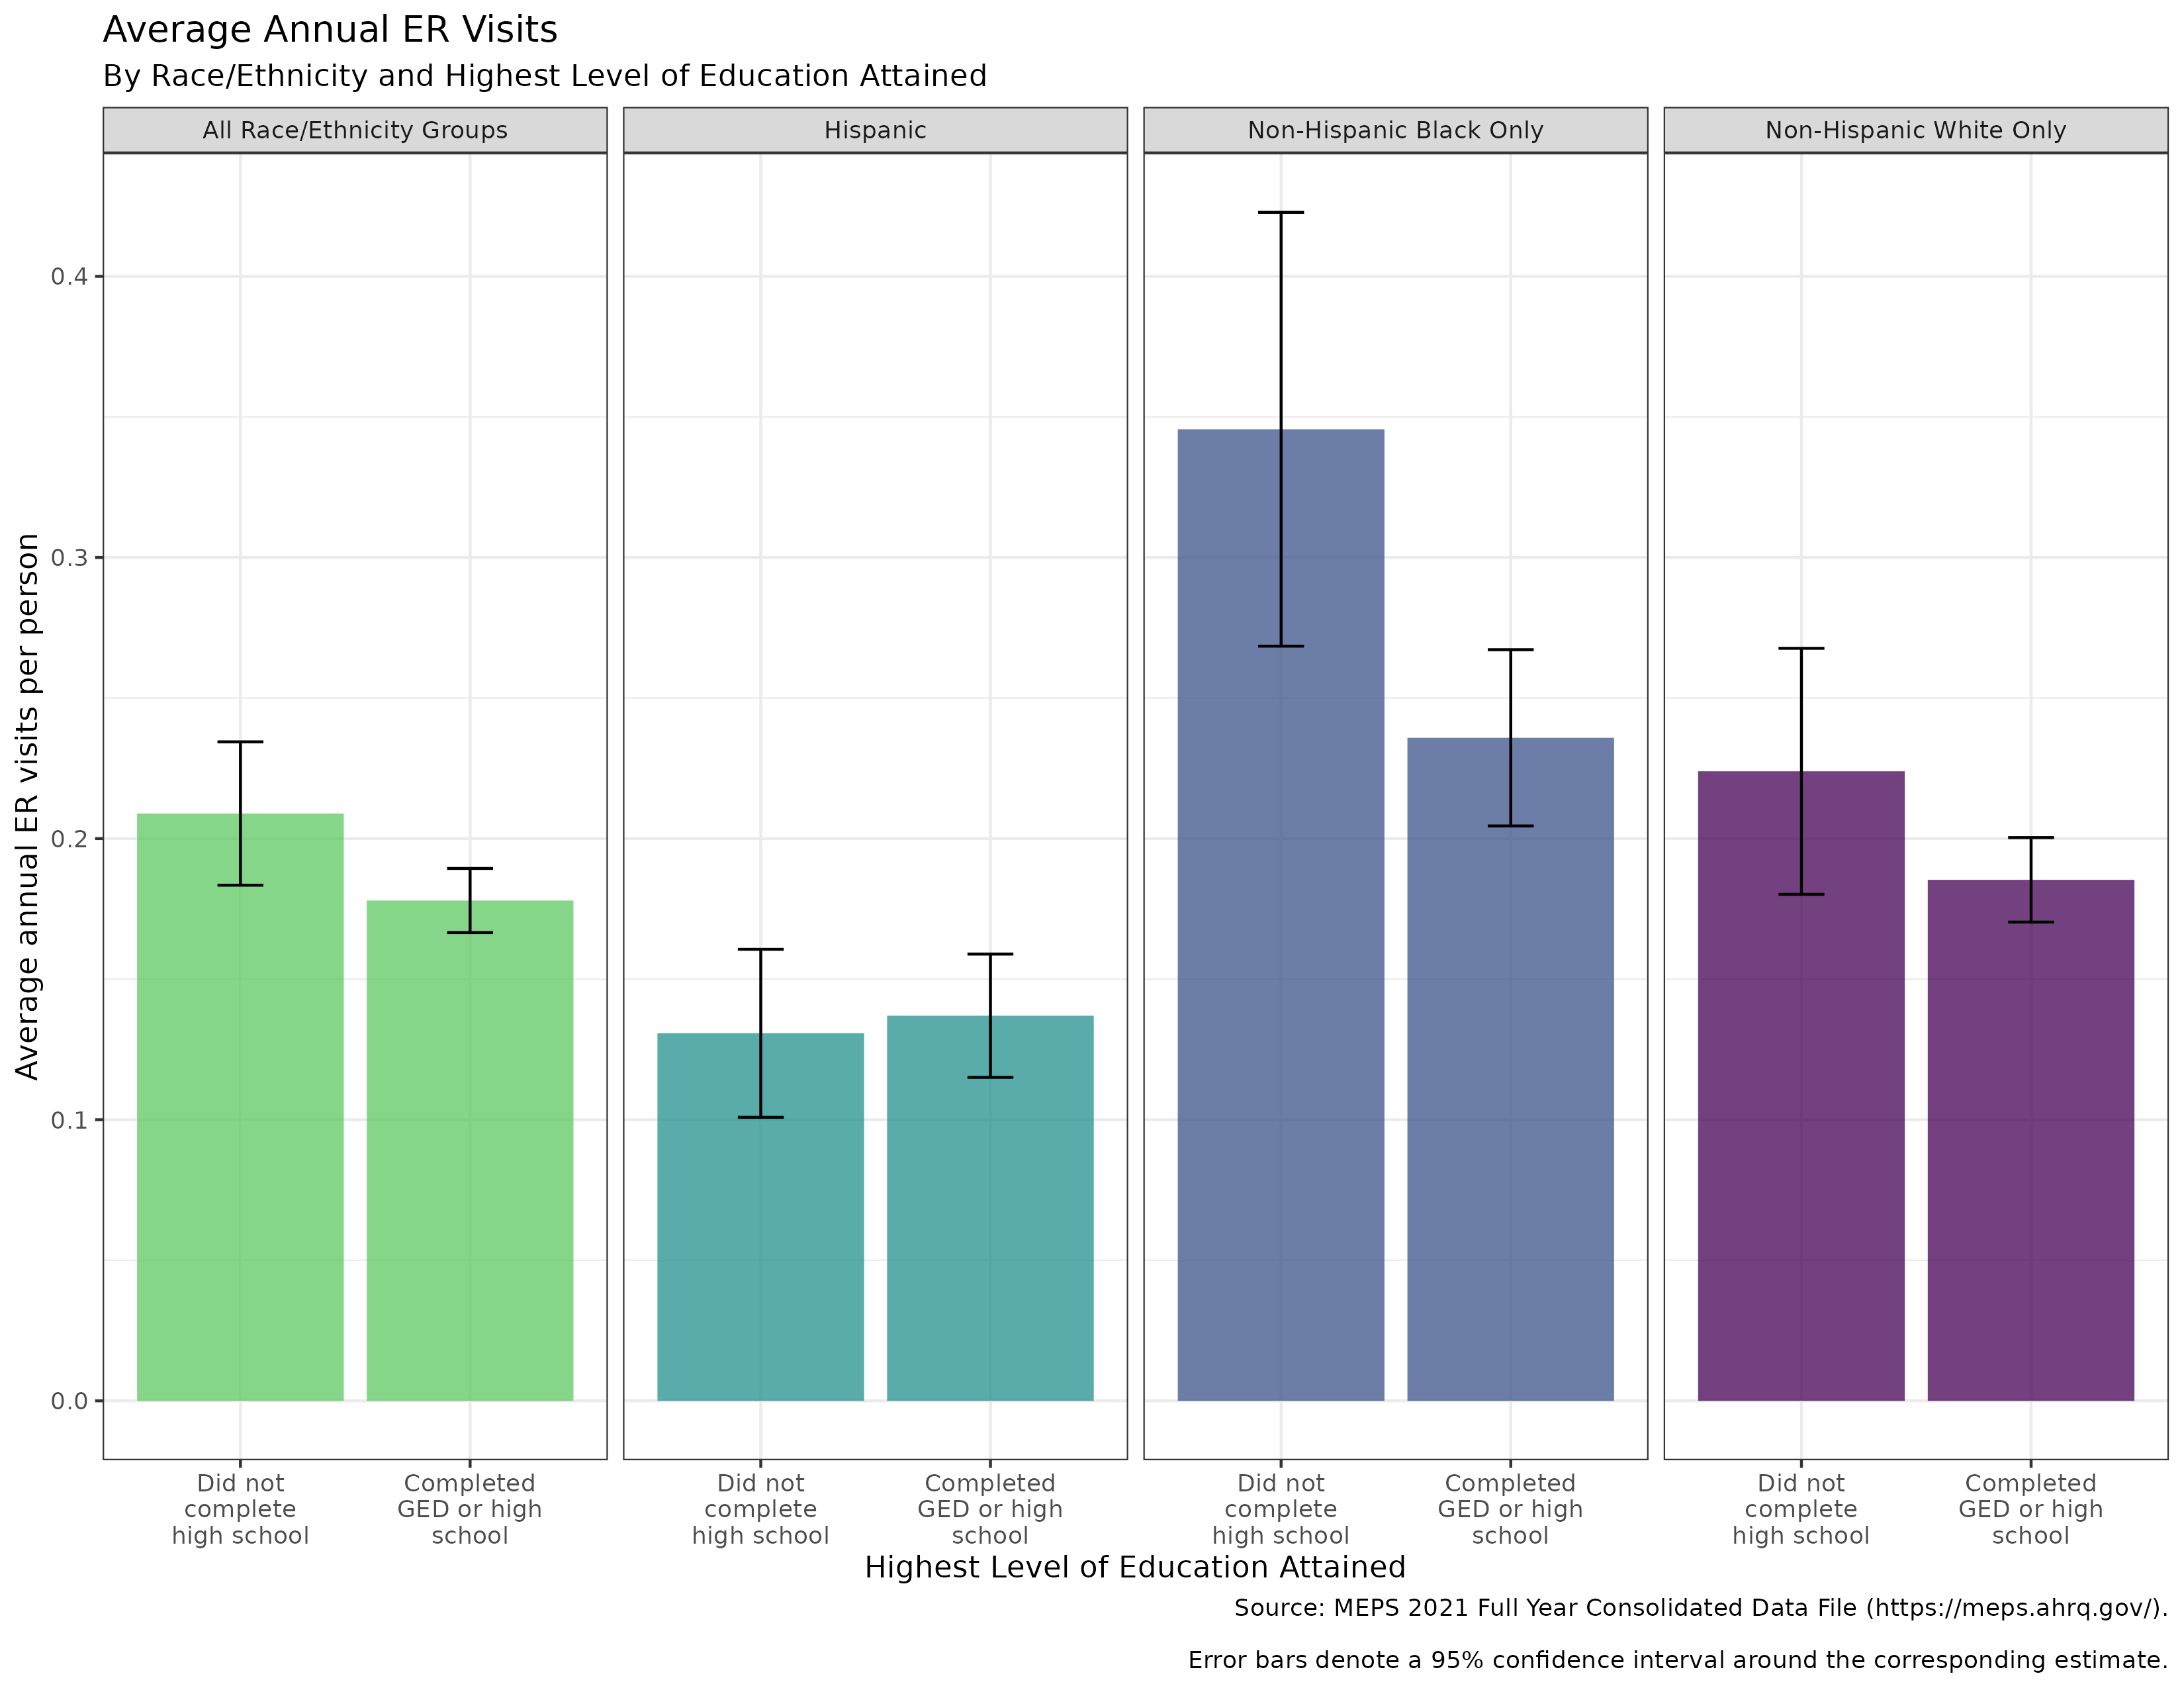 Average Annual ER Visits
By Race/Ethnicity and Highest Level of Education Attained
All Race/Ethnicity Groups
Hispanic
Non-Hispanic Black Only
Non-Hispanic White Only
Average annual ER visits per person
0.4
0.3
0.2
0.1
0.0
Did not
complete
high school
Completed
GED or high
school
Did not
complete
high school
Completed
GED or high
school
Did not
complete
high school
Completed
GED or high
school
Did not
complete
high school
Completed
GED or high
school
Highest Level of Education Attained
Source: MEPS 2021 Full Year Consolidated Data File (https://meps.ahrq.gov/).
Error bars denote a 95% confidence interval around the corresponding estimate.